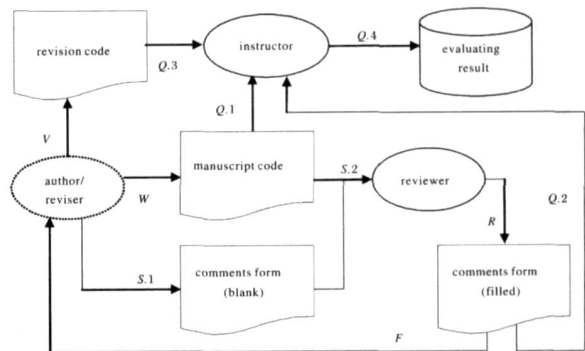 revision code
Q.3
instructor
Q.4
evaluating
result
V
Q.1
author/
reviser
W
manuscript code
S.2
reviewer
Q.2
R
S.1
comments form
(blank)
comments form
(filled)
F